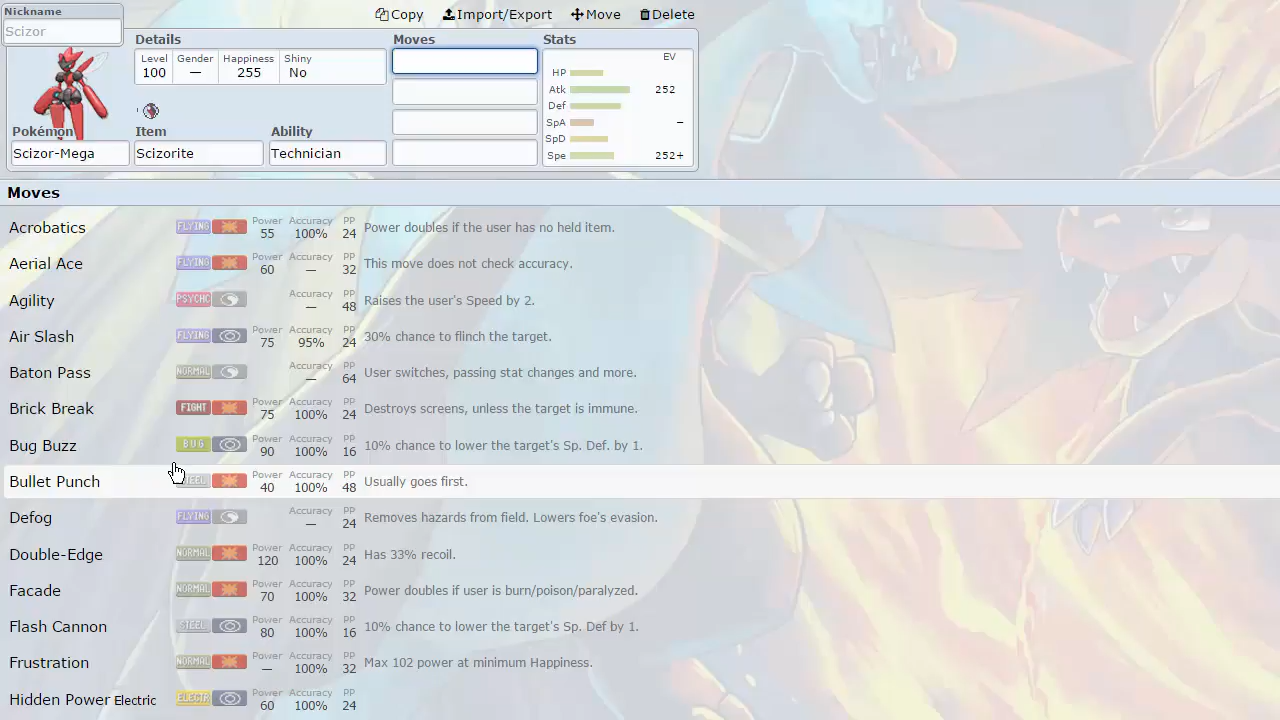 Nickname
Scizor
Copy Import/Export Move Delete
Details
Level Gender Happiness Shiny
100 — 255 No
Pokémon Item Ability
Scizor-Mega Scizorite Technician
Moves
Stats
EV
HP
Atk 252
Def
SpA –
SpD
Spe 252+
Moves
Acrobatics FLYING Power 55 Accuracy 100% PP 24 Power doubles if the user has no held item.
Aerial Ace FLYING Power 60 Accuracy — PP 32 This move does not check accuracy.
Agility PSYCHC Accuracy — PP 48 Raises the user's Speed by 2.
Air Slash FLYING Power 75 Accuracy 95% PP 24 30% chance to flinch the target.
Baton Pass NORMAL Accuracy — PP 64 User switches, passing stat changes and more.
Brick Break FIGHT Power 75 Accuracy 100% PP 24 Destroys screens, unless the target is immune.
Bug Buzz BUG Power 90 Accuracy 100% PP 16 10% chance to lower the target's Sp. Def. by 1.
Bullet Punch STEEL Power 40 Accuracy 100% PP 48 Usually goes first.
Defog FLYING Accuracy — PP 24 Removes hazards from field. Lowers foe's evasion.
Double-Edge NORMAL Power 120 Accuracy 100% PP 24 Has 33% recoil.
Facade NORMAL Power 70 Accuracy 100% PP 32 Power doubles if user is burn/poison/paralyzed.
Flash Cannon STEEL Power 80 Accuracy 100% PP 16 10% chance to lower the target's Sp. Def by 1.
Frustration NORMAL Power — Accuracy 100% PP 32 Max 102 power at minimum Happiness.
Hidden Power Electric ELECTR Power 60 Accuracy 100% PP 24